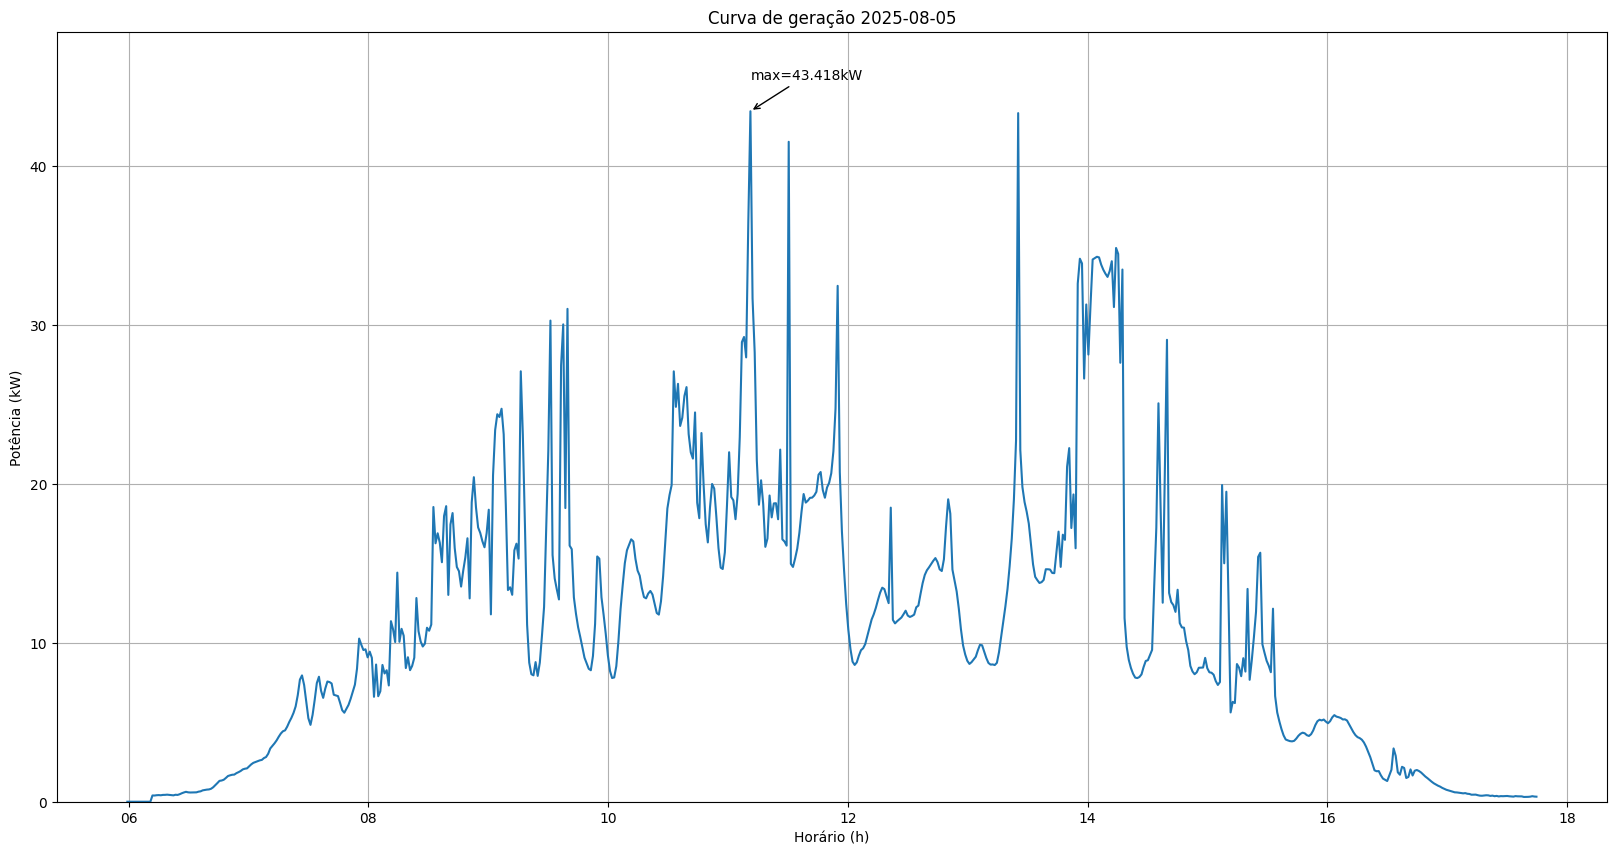 Curva de geração 2025-08-05
max=43.418kW
Potência (kW)
40
30
20
10
0
06 08 10 12 14 16 18
Horário (h)